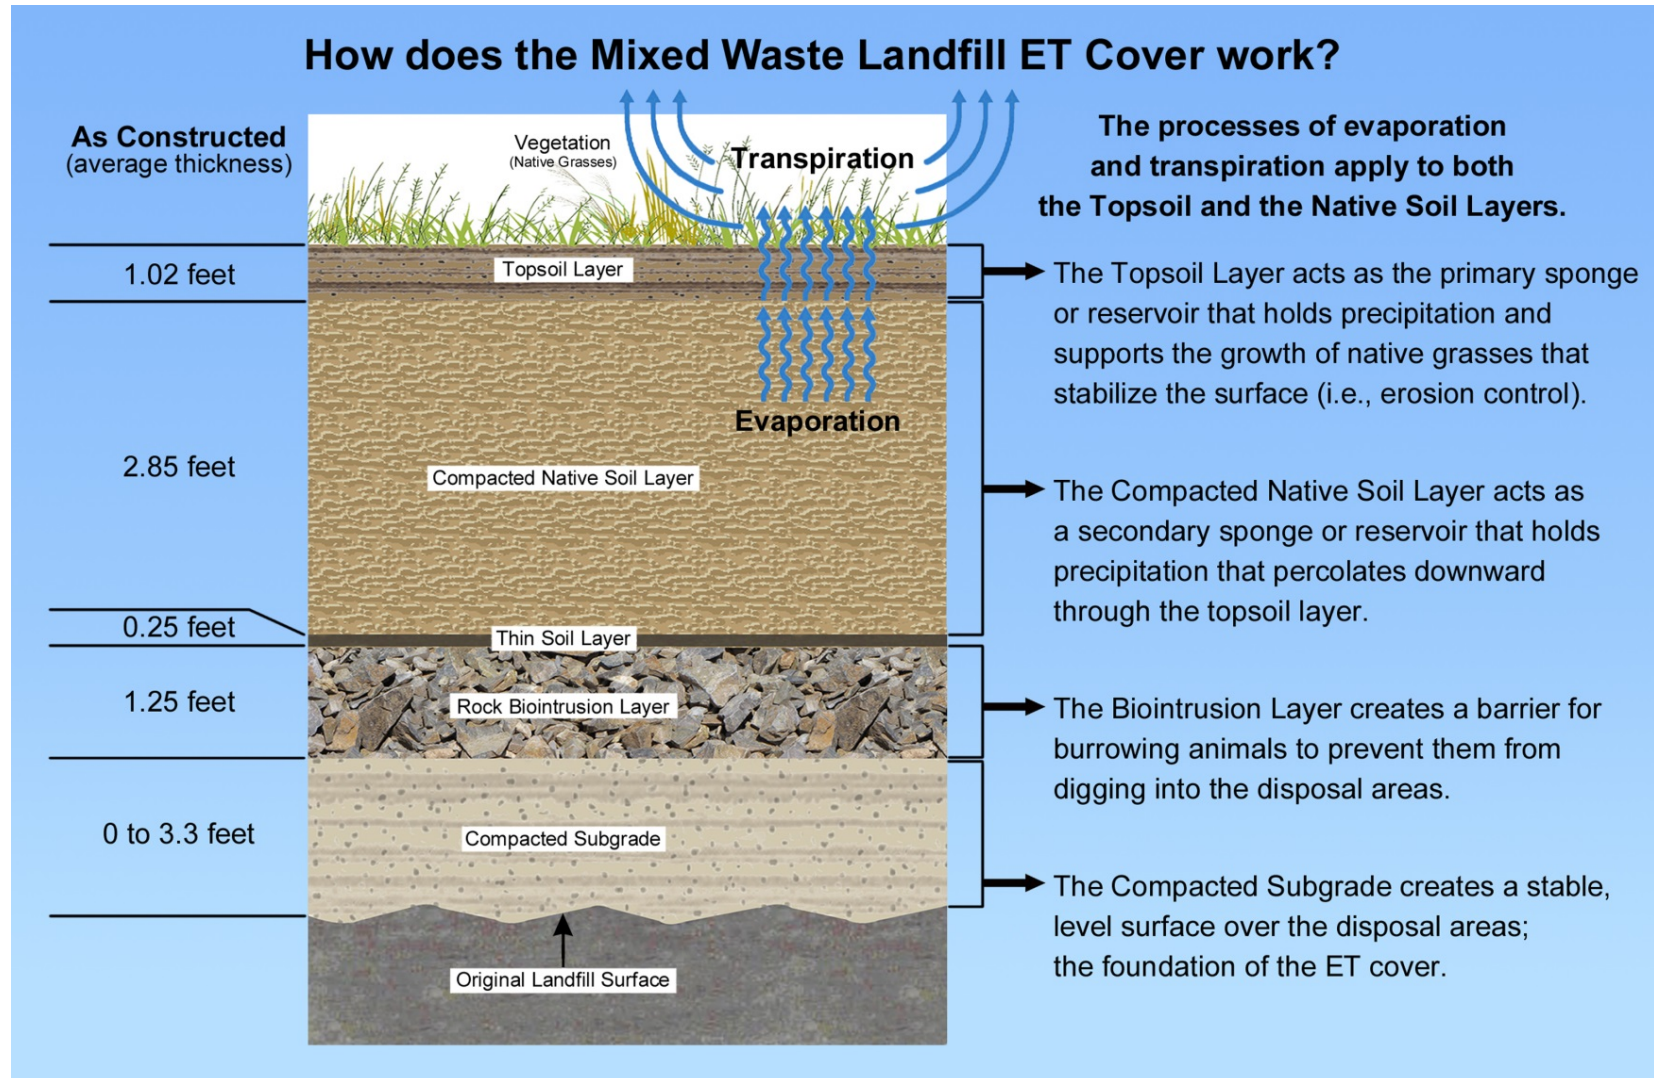 How does the Mixed Waste Landfill ET Cover work?
As Constructed
(average thickness)
1.02 feet
2.85 feet
0.25 feet
1.25 feet
0 to 3.3 feet
Vegetation
(Native Grasses)
Transpiration
Topsoil Layer
Evaporation
Compacted Native Soil Layer
Thin Soil Layer
Rock Biointrusion Layer
Compacted Subgrade
Original Landfill Surface
The processes of evaporation
and transpiration apply to both
the Topsoil and the Native Soil Layers.
The Topsoil Layer acts as the primary sponge
or reservoir that holds precipitation and
supports the growth of native grasses that
stabilize the surface (i.e., erosion control).
The Compacted Native Soil Layer acts as
a secondary sponge or reservoir that holds
precipitation that percolates downward
through the topsoil layer.
The Biointrusion Layer creates a barrier for
burrowing animals to prevent them from
digging into the disposal areas.
The Compacted Subgrade creates a stable,
level surface over the disposal areas;
the foundation of the ET cover.